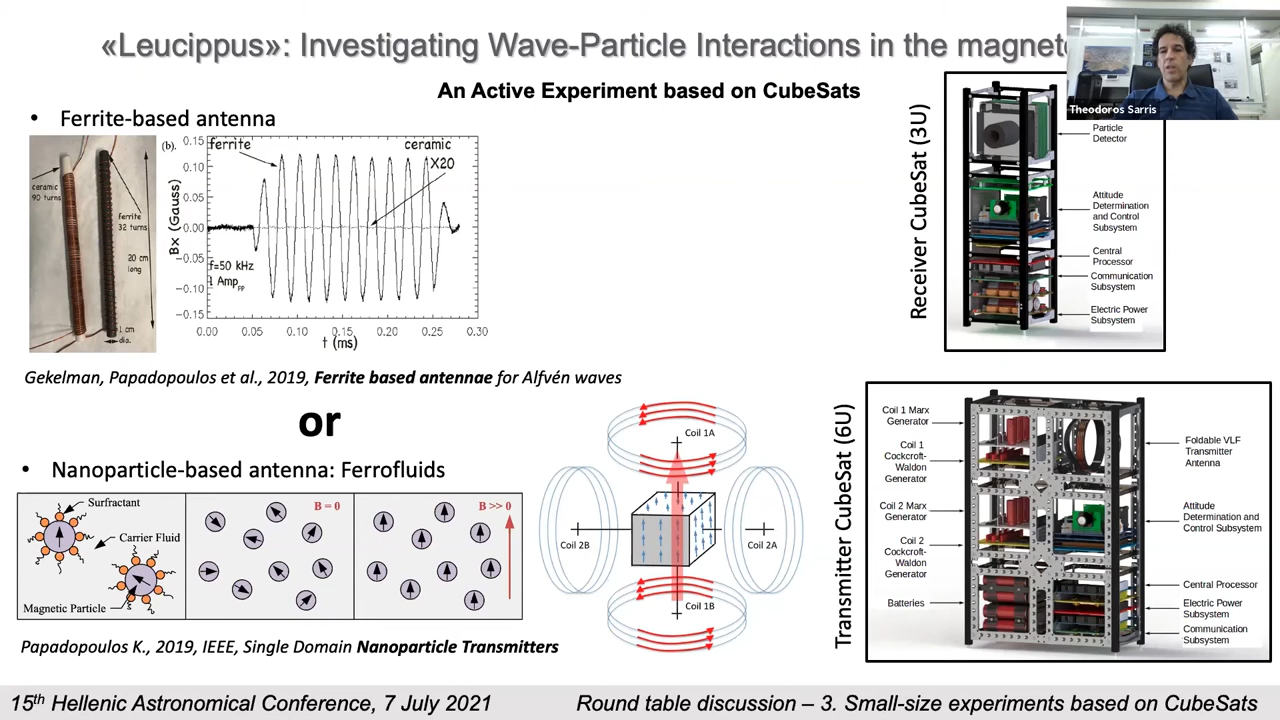 «Leucippus»: Investigating Wave-Particle Interactions in the
An Active Experiment based on CubeSats
Theodoros Sarris
• Ferrite-based antenna
ceramic
90 turns
ferrite
32 turns
20 cm
long
1 cm
dia.
(b).
ferrite
ceramic
X20
Bx (Gauss)
0.15
0.10
0.05
0.00
−0.05
−0.10
−0.15
f=50 kHz
1 Amp PP
0.00 0.05 0.10 0.15 0.20 0.25 0.30
t (ms)
Gekelman, Papadopoulos et al., 2019, Ferrite based antennae for Alfvén waves
or
• Nanoparticle-based antenna: Ferrofluids
Surfractant
Carrier Fluid
Magnetic Particle
B = 0
B >> 0
Papadopoulos K., 2019, IEEE, Single Domain Nanoparticle Transmitters
Coil 1A
Coil 2B
Coil 2A
Coil 1B
Receiver CubeSat (3U)
Particle
Detector
Attitude
Determination
and Control
Subsystem
Central
Processor
Communication
Subsystem
Electric Power
Subsystem
Transmitter CubeSat (6U)
Coil 1 Marx
Generator
Coil 1
Cockcroft-
Waldon
Generator
Coil 2 Marx
Generator
Coil 2
Cockcroft-
Waldon
Generator
Batteries
Foldable VLF
Transmitter
Antenna
Attitude
Determination and
Control Subsystem
Central Processor
Electric Power
Subsystem
Communication
Subsystem
15th Hellenic Astronomical Conference, 7 July 2021
Round table discussion – 3. Small-size experiments based on CubeSats